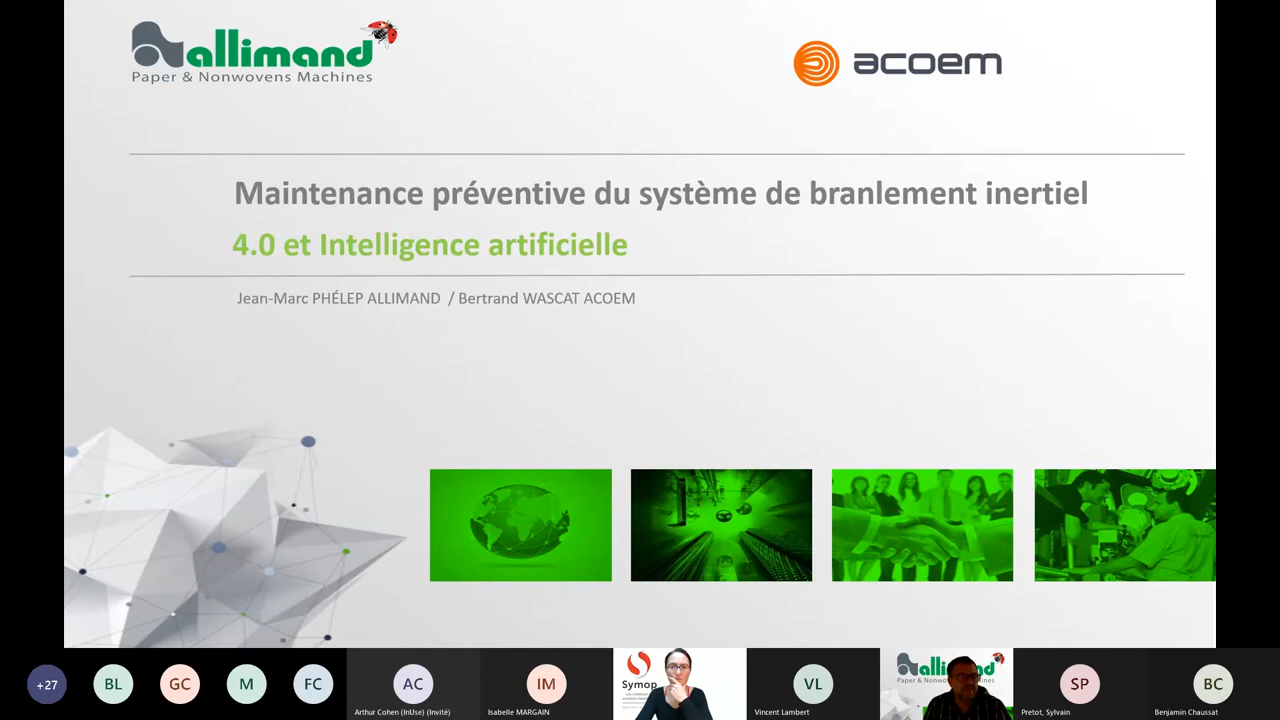 allimand
Paper & Nonwovens Machines
acoem
Maintenance préventive du système de branlement inertiel
4.0 et Intelligence artificielle
Jean-Marc PHÉLEP ALLIMAND / Bertrand WASCAT ACOEM
+27
BL
GC
M
FC
AC
Arthur Cohen (InUse) (Invité)
IM
Isabelle MARGAIN
Symop
VL
Vincent Lambert
allimand
Paper & Nonwovens Machines
SP
Pretot, Sylvain
BC
Benjamin Chaussat